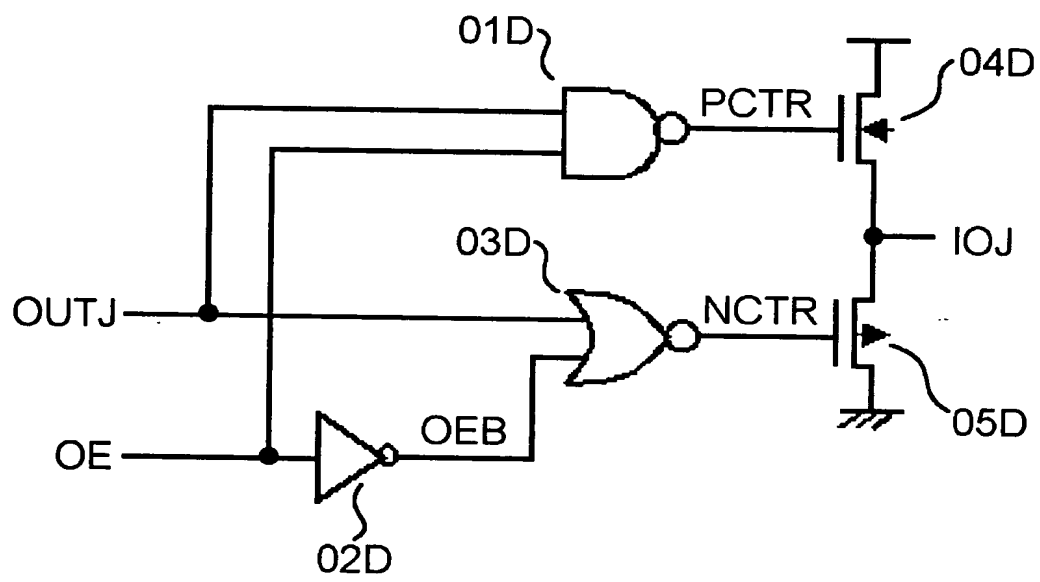 01D
04D
PCTR
03D
IOJ
OUTJ
NCTR
OEB
05D
OE
02D